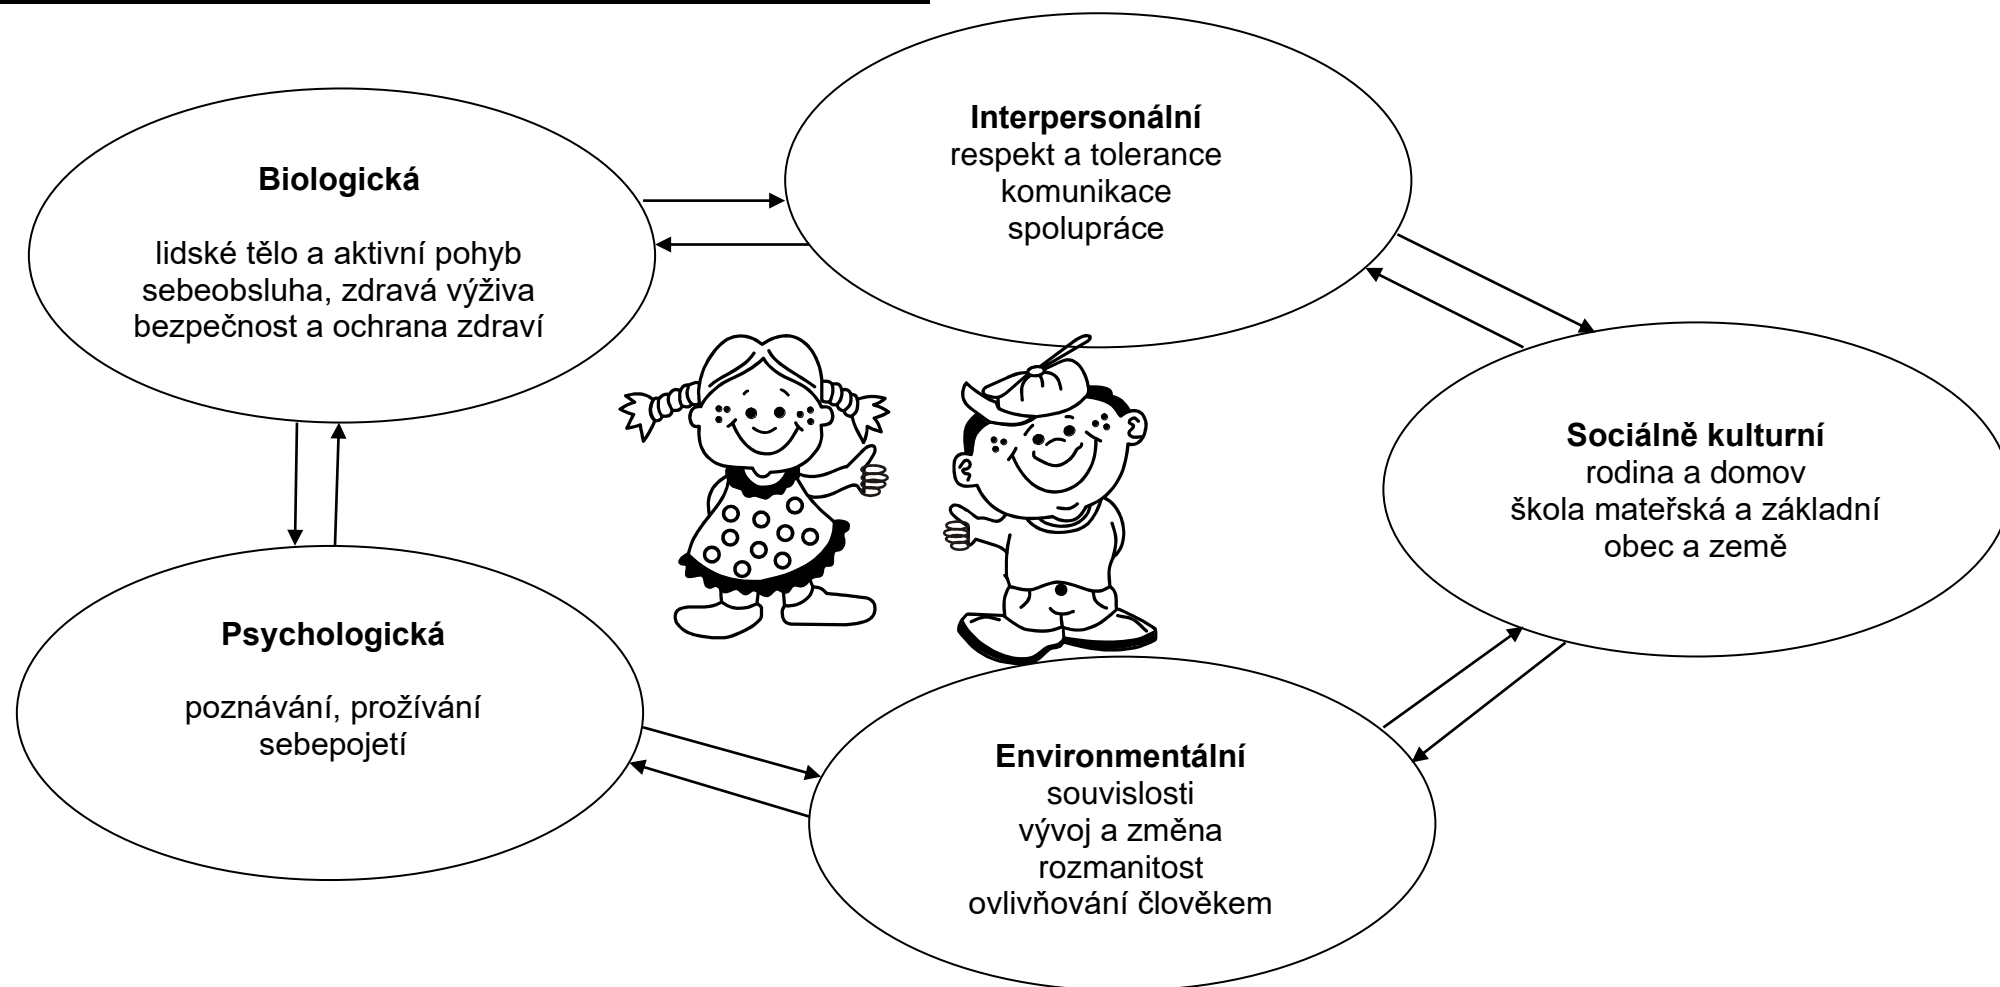 Interpersonální
respekt a tolerance
komunikace
spolupráce
Biologická
lidské tělo a aktivní pohyb
sebeobsluha, zdravá výživa
bezpečnost a ochrana zdraví
Sociálně kulturní
rodina a domov
škola mateřská a základní
obec a země
Psychologická
poznávání, prožívání
sebepojetí
Environmentální
souvislosti
vývoj a změna
rozmanitost
ovlivňování člověkem